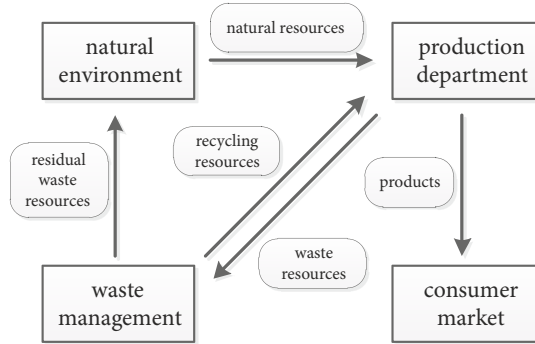 natural resources
natural
environment
production
department
recycling
resources
residual
waste
resources
products
waste
resources
waste
management
consumer
market